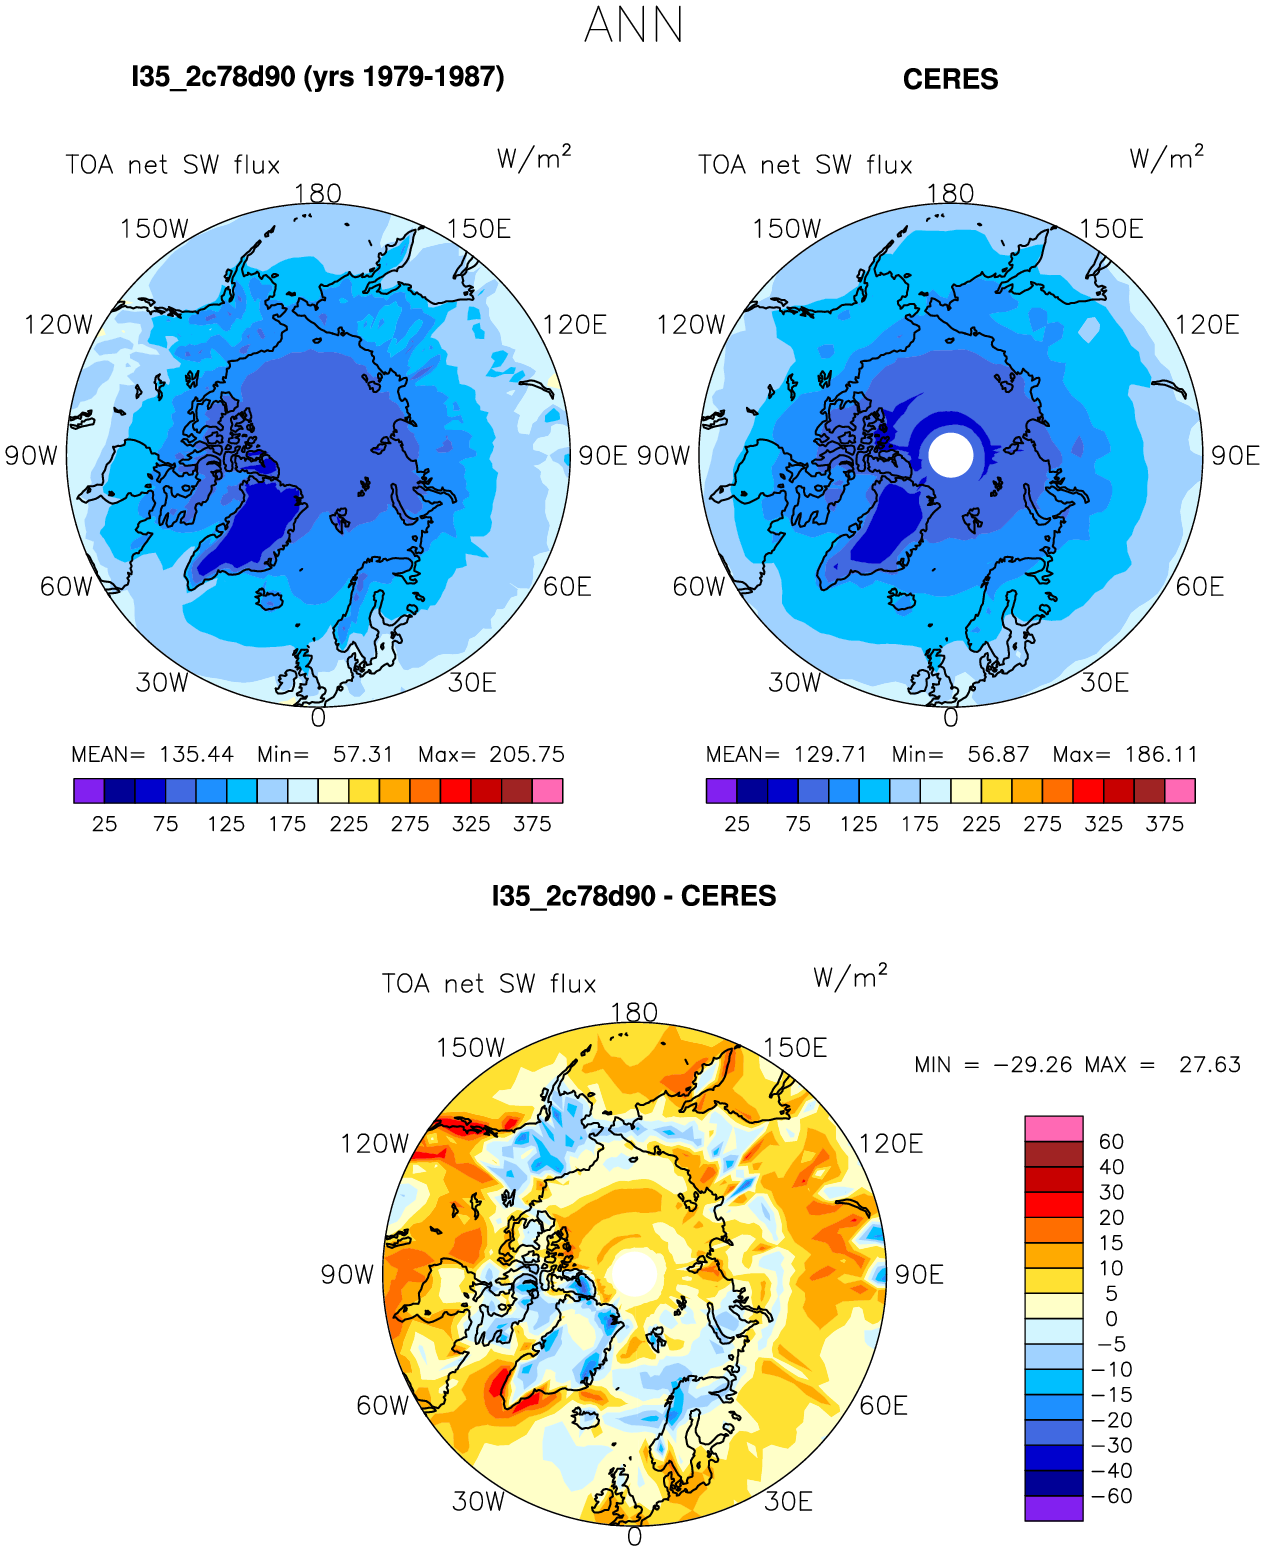 ANN
I35_2c78d90 (yrs 1979-1987)
CERES
TOA net SW flux W/m²
TOA net SW flux W/m²
180
150W 150E
120W 120E
90W 90E
60W 60E
30W 30E
0
180
150W 150E
120W 120E
90W 90E
60W 60E
30W 30E
0
MEAN= 135.44 Min= 57.31 Max= 205.75
25 75 125 175 225 275 325 375
MEAN= 129.71 Min= 56.87 Max= 186.11
25 75 125 175 225 275 325 375
I35_2c78d90 - CERES
TOA net SW flux W/m²
180
150W 150E
120W 120E
90W 90E
60W 60E
30W 30E
0
MIN = −29.26 MAX = 27.63
60
40
30
20
15
10
5
0
−5
−10
−15
−20
−30
−40
−60